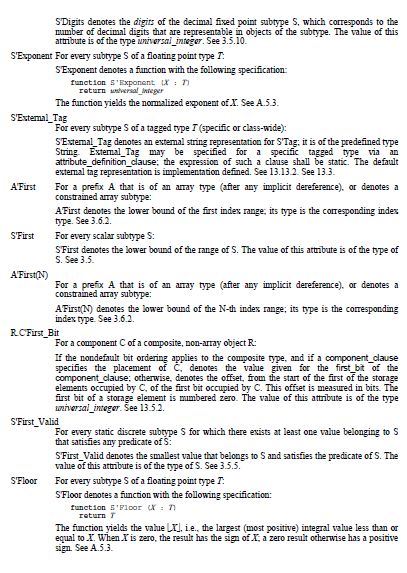 S'Digits denotes the digits of the decimal fixed point subtype S, which corresponds to the
number of decimal digits that are representable in objects of the subtype. The value of this
attribute is of the type universal_integer. See 3.5.10.
S'Exponent For every subtype S of a floating point type T:
S'Exponent denotes a function with the following specification:
function S'Exponent (X : T)
return universal_integer
The function yields the normalized exponent of X. See A.5.3.
S'External_Tag
For every subtype S of a tagged type T (specific or class-wide):
S'External_Tag denotes an external string representation for S'Tag; it is of the predefined type
String. External_Tag may be specified for a specific tagged type via an
attribute_definition_clause; the expression of such a clause shall be static. The default
external tag representation is implementation defined. See 13.13.2. See 13.3.
A'First For a prefix A that is of an array type (after any implicit dereference), or denotes a
constrained array subtype:
A'First denotes the lower bound of the first index range; its type is the corresponding index
type. See 3.6.2.
S'First For every scalar subtype S:
S'First denotes the lower bound of the range of S. The value of this attribute is of the type of
S. See 3.5.
A'First(N)
For a prefix A that is of an array type (after any implicit dereference), or denotes a
constrained array subtype:
A'First(N) denotes the lower bound of the N-th index range; its type is the corresponding
index type. See 3.6.2.
R.C'First_Bit
For a component C of a composite, non-array object R:
If the nondefault bit ordering applies to the composite type, and if a component_clause
specifies the placement of C, denotes the value given for the first_bit of the
component_clause; otherwise, denotes the offset, from the start of the first of the storage
elements occupied by C, of the first bit occupied by C. This offset is measured in bits. The
first bit of a storage element is numbered zero. The value of this attribute is of the type
universal_integer. See 13.5.2.
S'First_Valid
For every static discrete subtype S for which there exists at least one value belonging to S
that satisfies any predicate of S:
S'First_Valid denotes the smallest value that belongs to S and satisfies the predicate of S. The
value of this attribute is of the type of S. See 3.5.5.
S'Floor For every subtype S of a floating point type T:
S'Floor denotes a function with the following specification:
function S'Floor (X : T)
return T
The function yields the value ⌊X⌋, i.e., the largest (most positive) integral value less than or
equal to X. When X is zero, the result has the sign of X; a zero result otherwise has a positive
sign. See A.5.3.